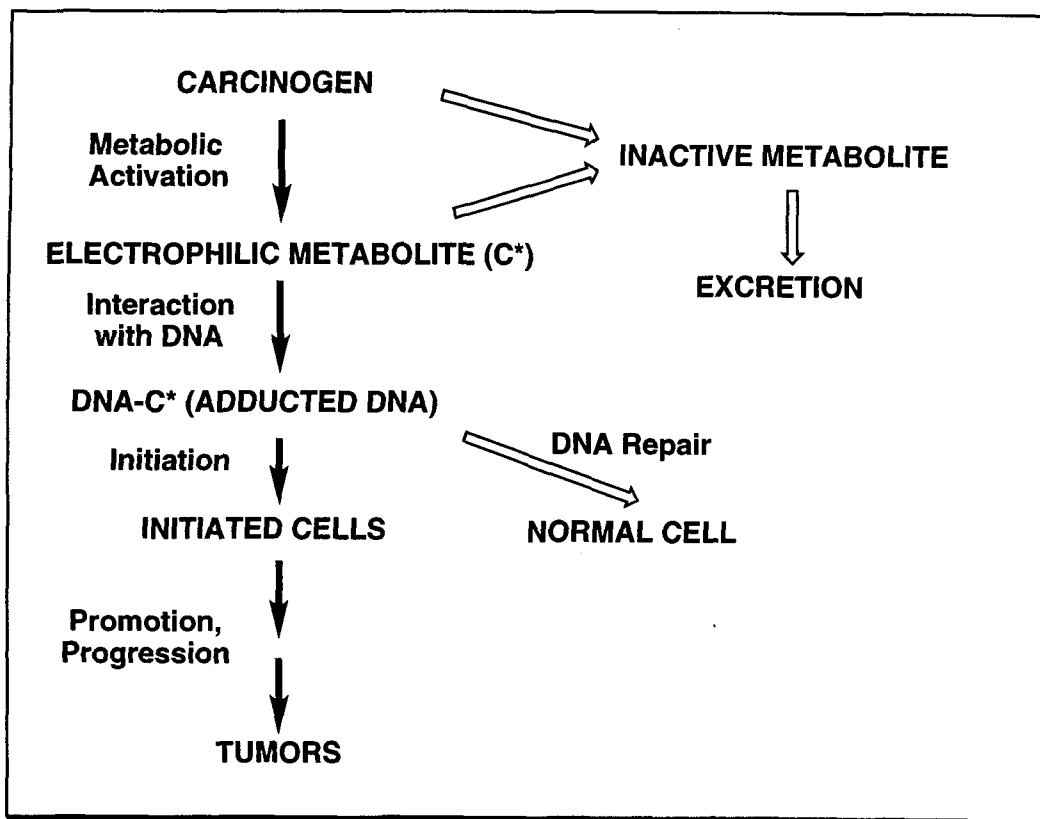 CARCINOGEN
Metabolic
Activation
INACTIVE METABOLITE
ELECTROPHILIC METABOLITE (C*)
EXCRETION
Interaction
with DNA
DNA-C* (ADDUCTED DNA)
DNA Repair
Initiation
INITIATED CELLS
NORMAL CELL
Promotion,
Progression
TUMORS